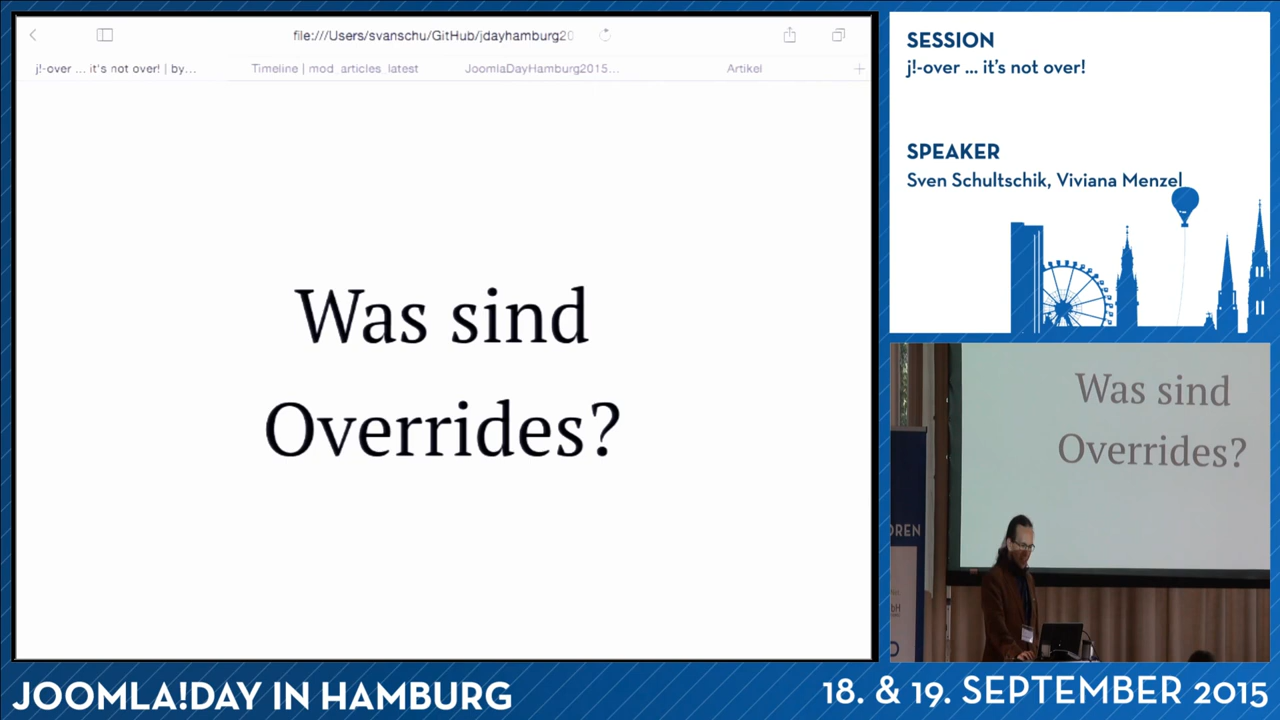 file:///Users/svanschu/GitHub/jdayhamburg20
j!-over ... it's not over! | by...
Timeline | mod_articles_latest
JoomlaDayHamburg2015...
Artikel
Was sind
Overrides?
SESSION
j!-over ... it's not over!
SPEAKER
Sven Schultschik, Viviana Menzel
Was sind
Overrides?
JOOMLA!DAY IN HAMBURG
18. & 19. SEPTEMBER 2015